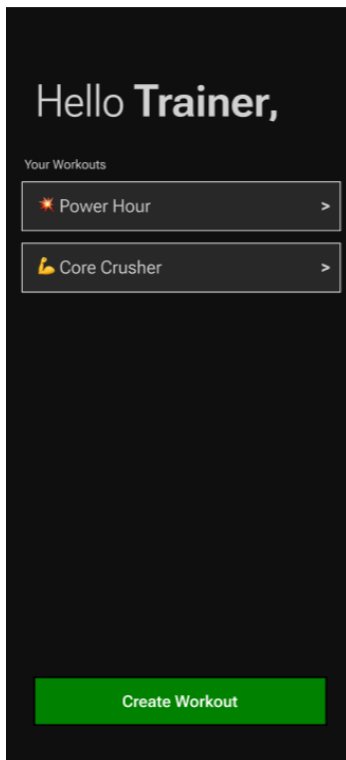 Hello Trainer,
Your Workouts
💥 Power Hour >
💪 Core Crusher >
Create Workout